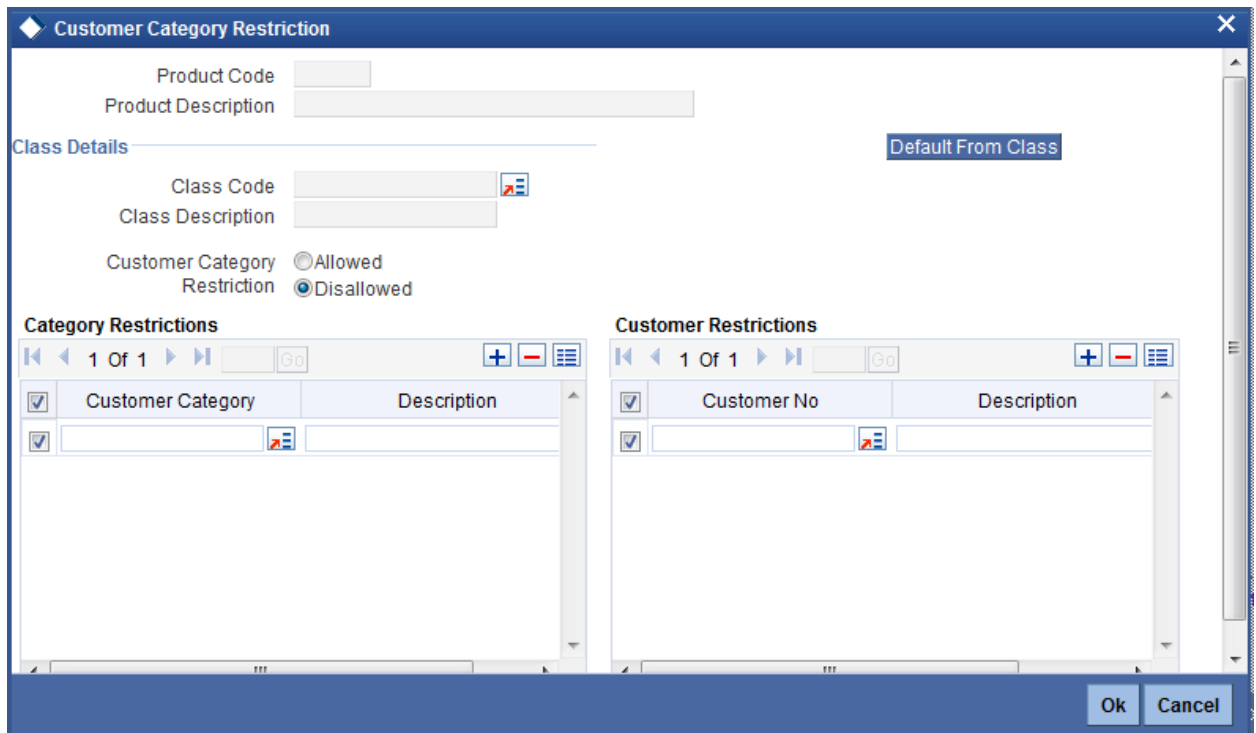 Customer Category Restriction
Product Code
Product Description
Class Details
Default From Class
Class Code
Class Description
Customer Category Restriction
Allowed
Disallowed
Category Restrictions
1 Of 1
Go
Customer Category
Description
Customer Restrictions
1 Of 1
Go
Customer No
Description
Ok
Cancel